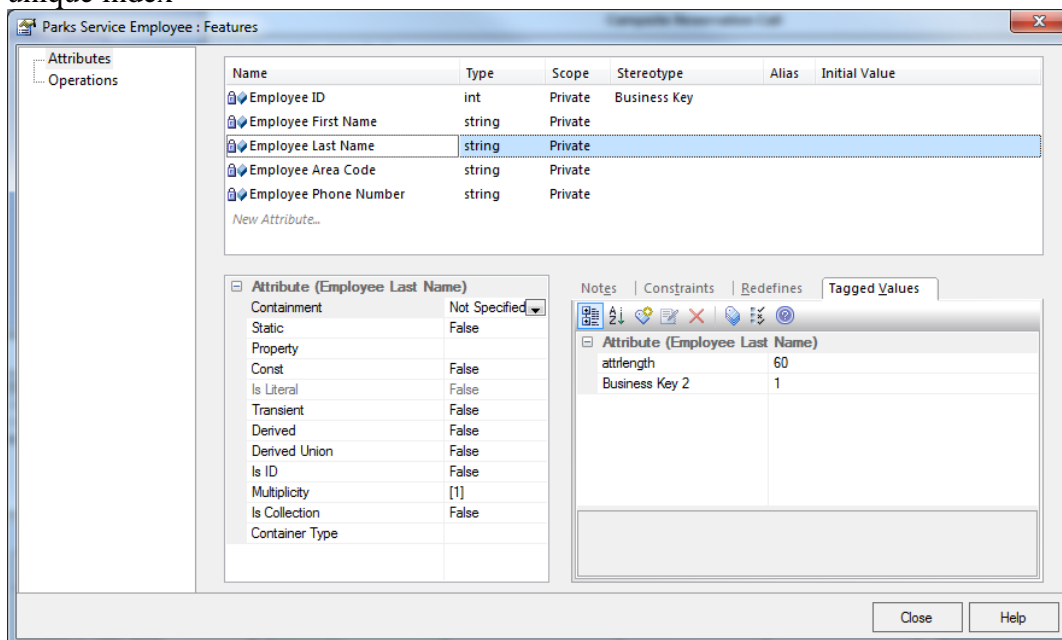 unique index
Parks Service Employee : Features
Attributes
Operations
Name Type Scope Stereotype Alias Initial Value
Employee ID int Private Business Key
Employee First Name string Private
Employee Last Name string Private
Employee Area Code string Private
Employee Phone Number string Private
New Attribute...
Attribute (Employee Last Name)
Containment Not Specified
Static False
Property
Const False
Is Literal False
Transient False
Derived False
Derived Union False
Is ID False
Multiplicity [1]
Is Collection False
Container Type
Notes Constraints Redefines Tagged Values
Attribute (Employee Last Name)
attrlength 60
Business Key 2 1
Close Help